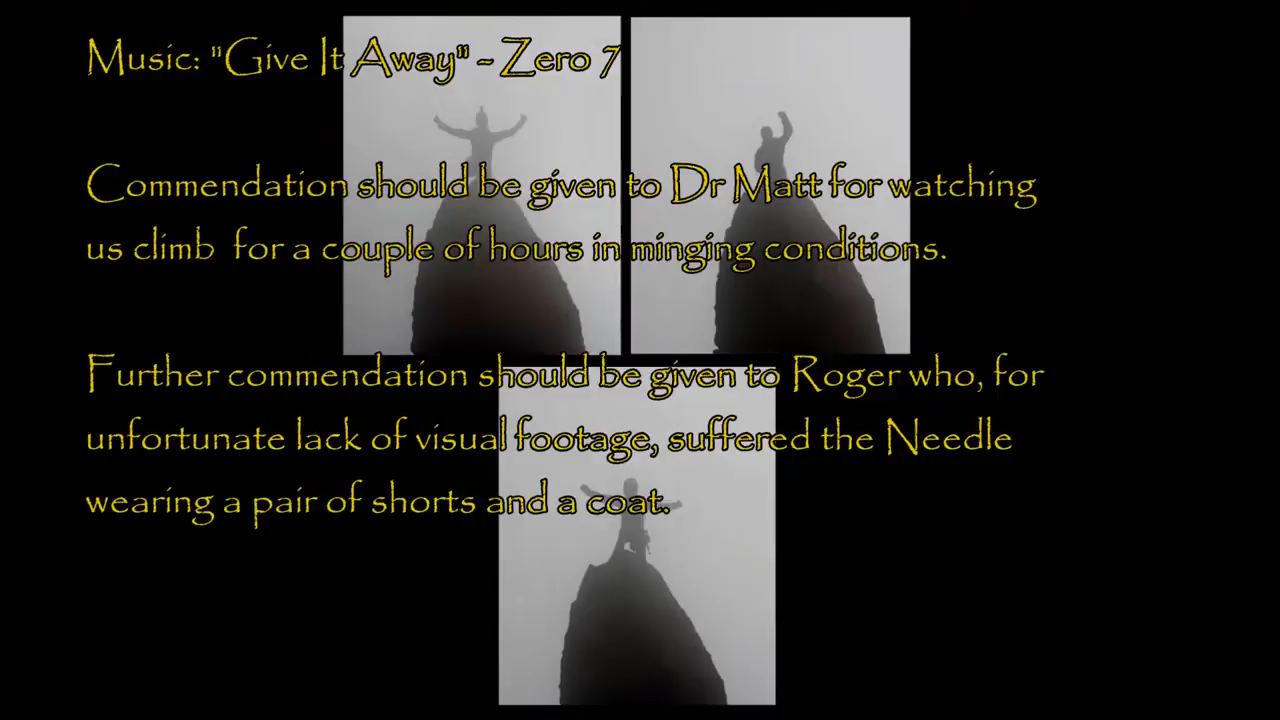 Music: "Give It Away" - Zero 7
Commendation should be given to Dr Matt for watching
us climb for a couple of hours in minging conditions.
Further commendation should be given to Roger who, for
unfortunate lack of visual footage, suffered the Needle
wearing a pair of shorts and a coat.